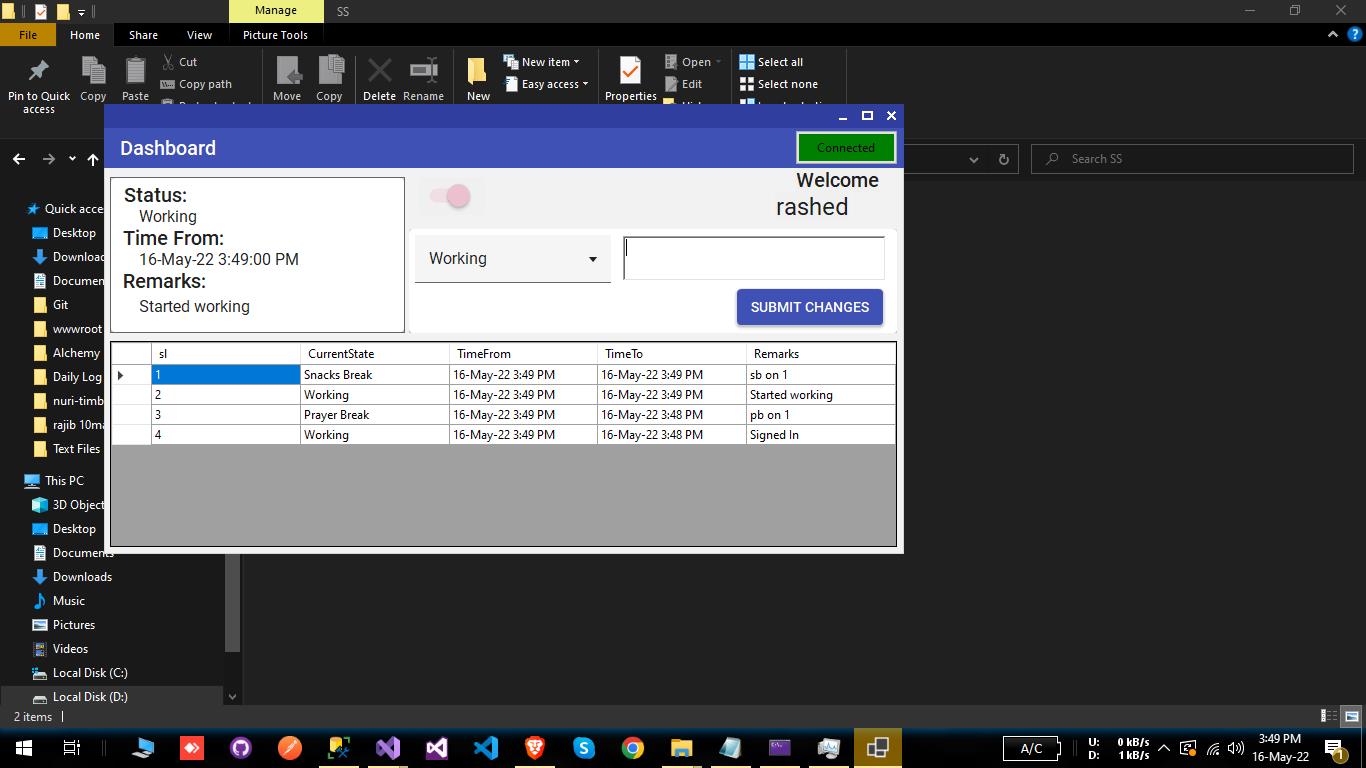 Manage
SS
File Home Share View Picture Tools
Pin to Quick access
Copy
Paste
Cut
Copy path
Move
Copy
Delete
Rename
New
New item
Easy access
Properties
Open
Edit
Select all
Select none
Search SS
Dashboard
Connected
Status:
Working
Time From:
16-May-22 3:49:00 PM
Remarks:
Started working
Welcome
rashed
Working
SUBMIT CHANGES
sl CurrentState TimeFrom TimeTo Remarks
1 Snacks Break 16-May-22 3:49 PM 16-May-22 3:49 PM sb on 1
2 Working 16-May-22 3:49 PM 16-May-22 3:49 PM Started working
3 Prayer Break 16-May-22 3:49 PM 16-May-22 3:48 PM pb on 1
4 Working 16-May-22 3:49 PM 16-May-22 3:48 PM Signed In
Quick acce
Desktop
Downloac
Documen
Git
wwwroot
Alchemy
Daily Log
nuri-timb
rajib 10ma
Text Files
This PC
3D Object
Desktop
Documents
Downloads
Music
Pictures
Videos
Local Disk (C:)
Local Disk (D:)
2 items
A/C
U: 0 kB/s
D: 1 kB/s
3:49 PM
16-May-22
1